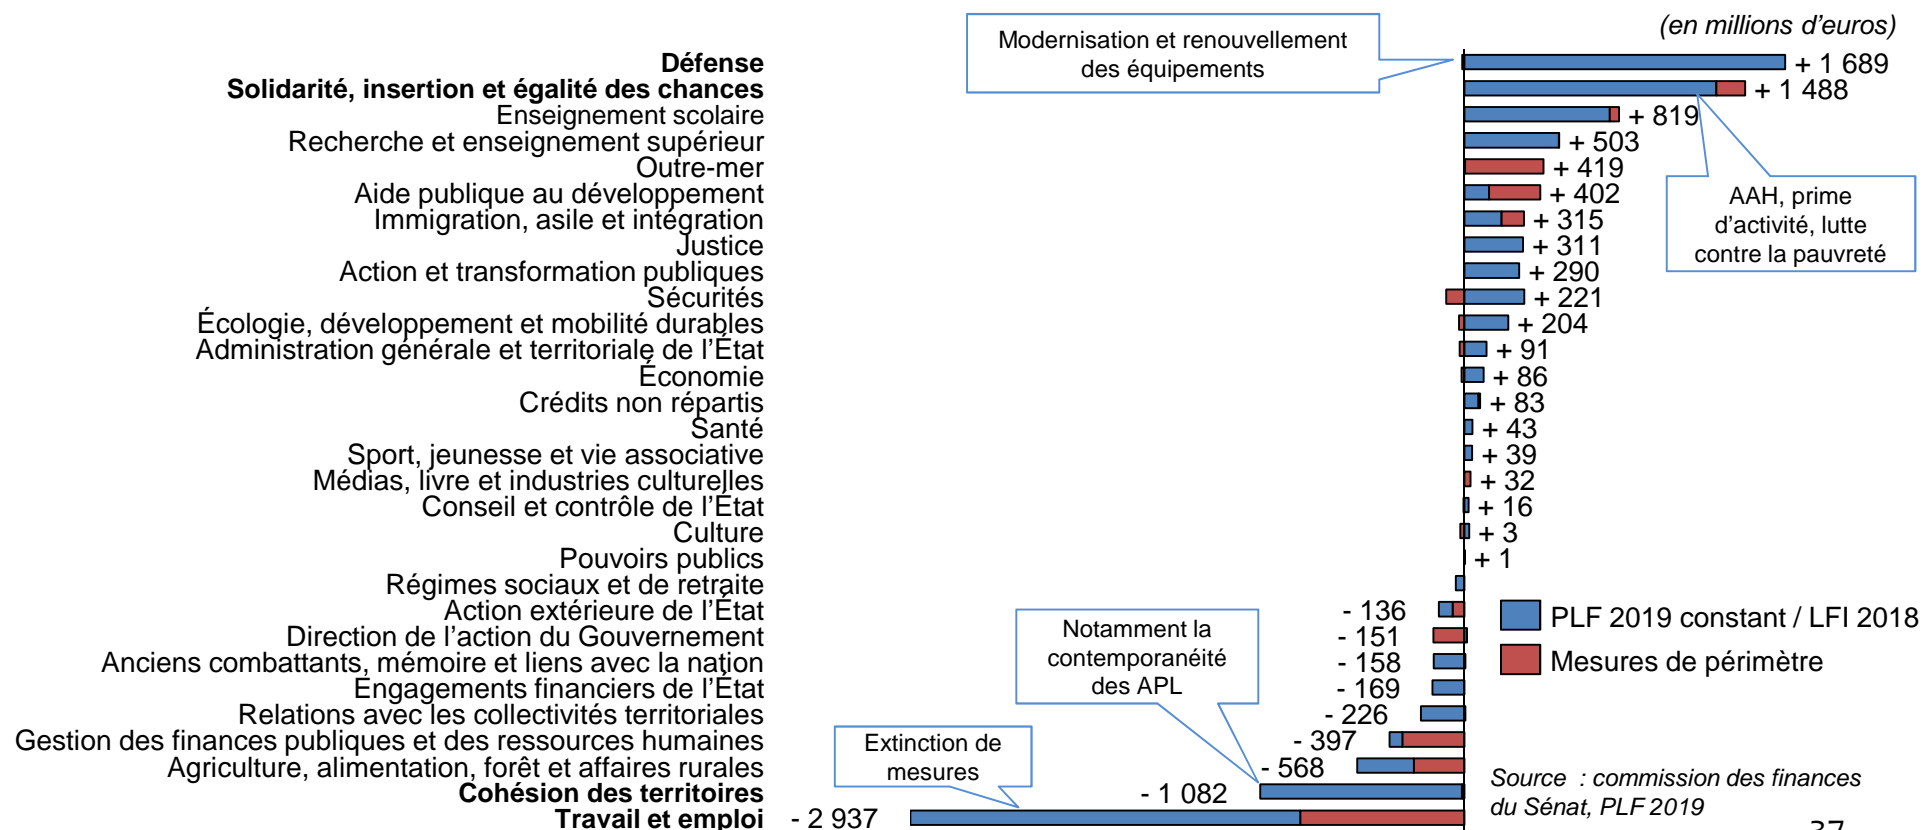 (en millions d'euros)
Modernisation et renouvellement
des équipements
Défense + 1 689
Solidarité, insertion et égalité des chances + 1 488
Enseignement scolaire + 819
Recherche et enseignement supérieur + 503
Outre-mer + 419
Aide publique au développement + 402
Immigration, asile et intégration + 315
Justice + 311
Action et transformation publiques + 290
Sécurités + 221
Écologie, développement et mobilité durables + 204
Administration générale et territoriale de l'État + 91
Économie + 86
Crédits non répartis + 83
Santé + 43
Sport, jeunesse et vie associative + 39
Médias, livre et industries culturelles + 32
Conseil et contrôle de l'État + 16
Culture + 3
Pouvoirs publics + 1
Régimes sociaux et de retraite
Action extérieure de l'État - 136
Direction de l'action du Gouvernement - 151
Anciens combattants, mémoire et liens avec la nation - 158
Engagements financiers de l'État - 169
Relations avec les collectivités territoriales - 226
Gestion des finances publiques et des ressources humaines - 397
Agriculture, alimentation, forêt et affaires rurales - 568
Cohésion des territoires - 1 082
Travail et emploi - 2 937
AAH, prime
d'activité, lutte
contre la pauvreté
PLF 2019 constant / LFI 2018
Mesures de périmètre
Notamment la
contemporanéité
des APL
Extinction de
mesures
Source : commission des finances
du Sénat, PLF 2019
37